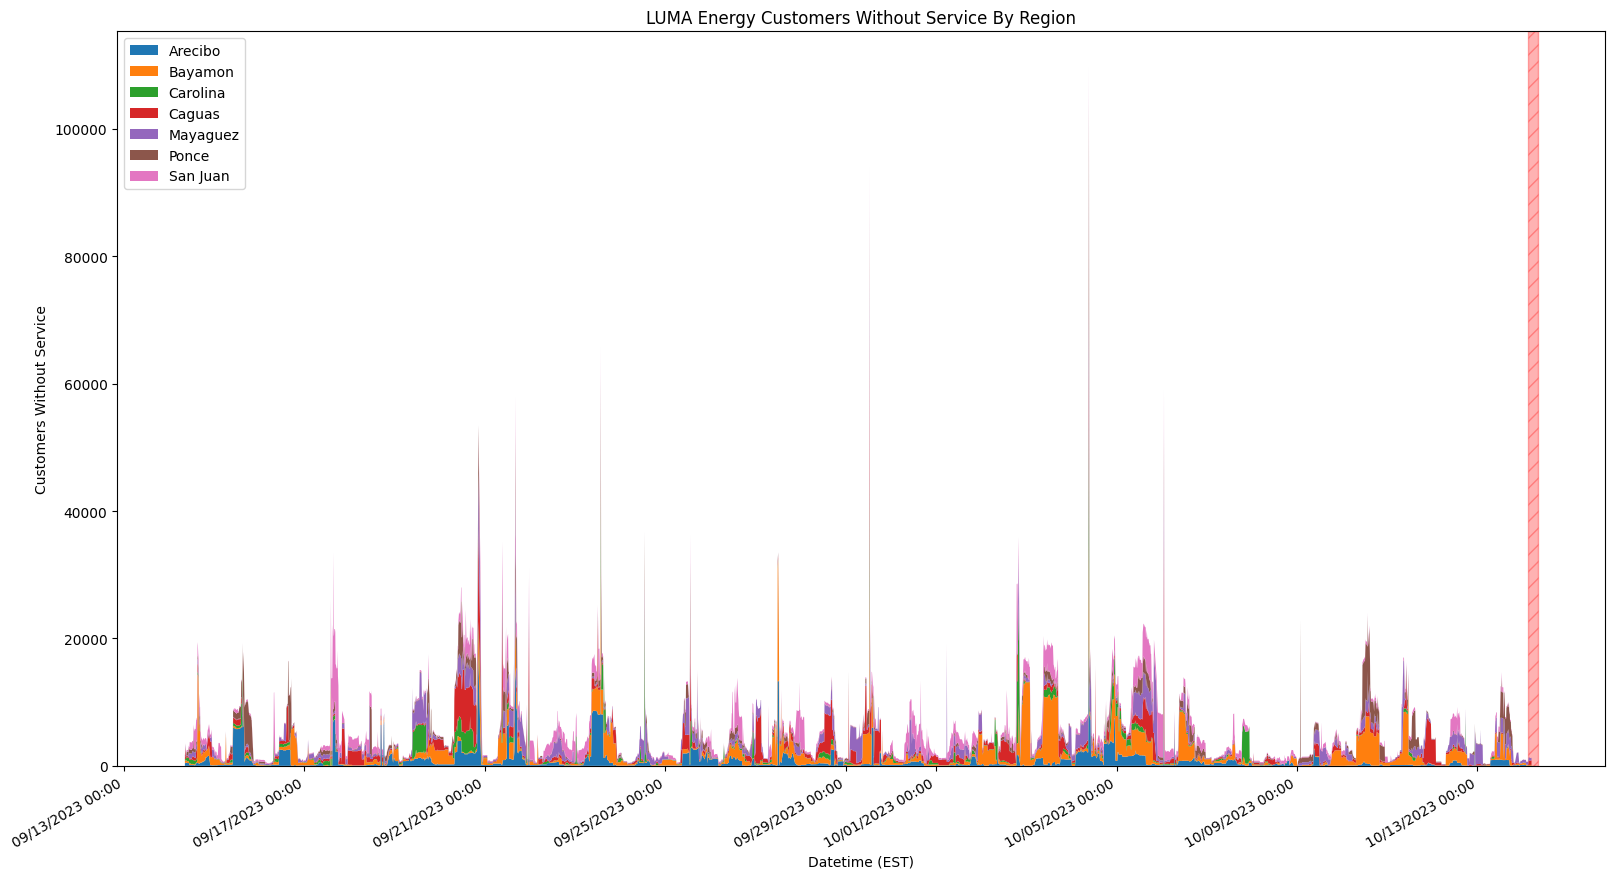 LUMA Energy Customers Without Service By Region
Arecibo
Bayamon
Carolina
Caguas
Mayaguez
Ponce
San Juan
Customers Without Service
100000
80000
60000
40000
20000
0
09/13/2023 00:00
09/17/2023 00:00
09/21/2023 00:00
09/25/2023 00:00
09/29/2023 00:00
10/01/2023 00:00
10/05/2023 00:00
10/09/2023 00:00
10/13/2023 00:00
Datetime (EST)